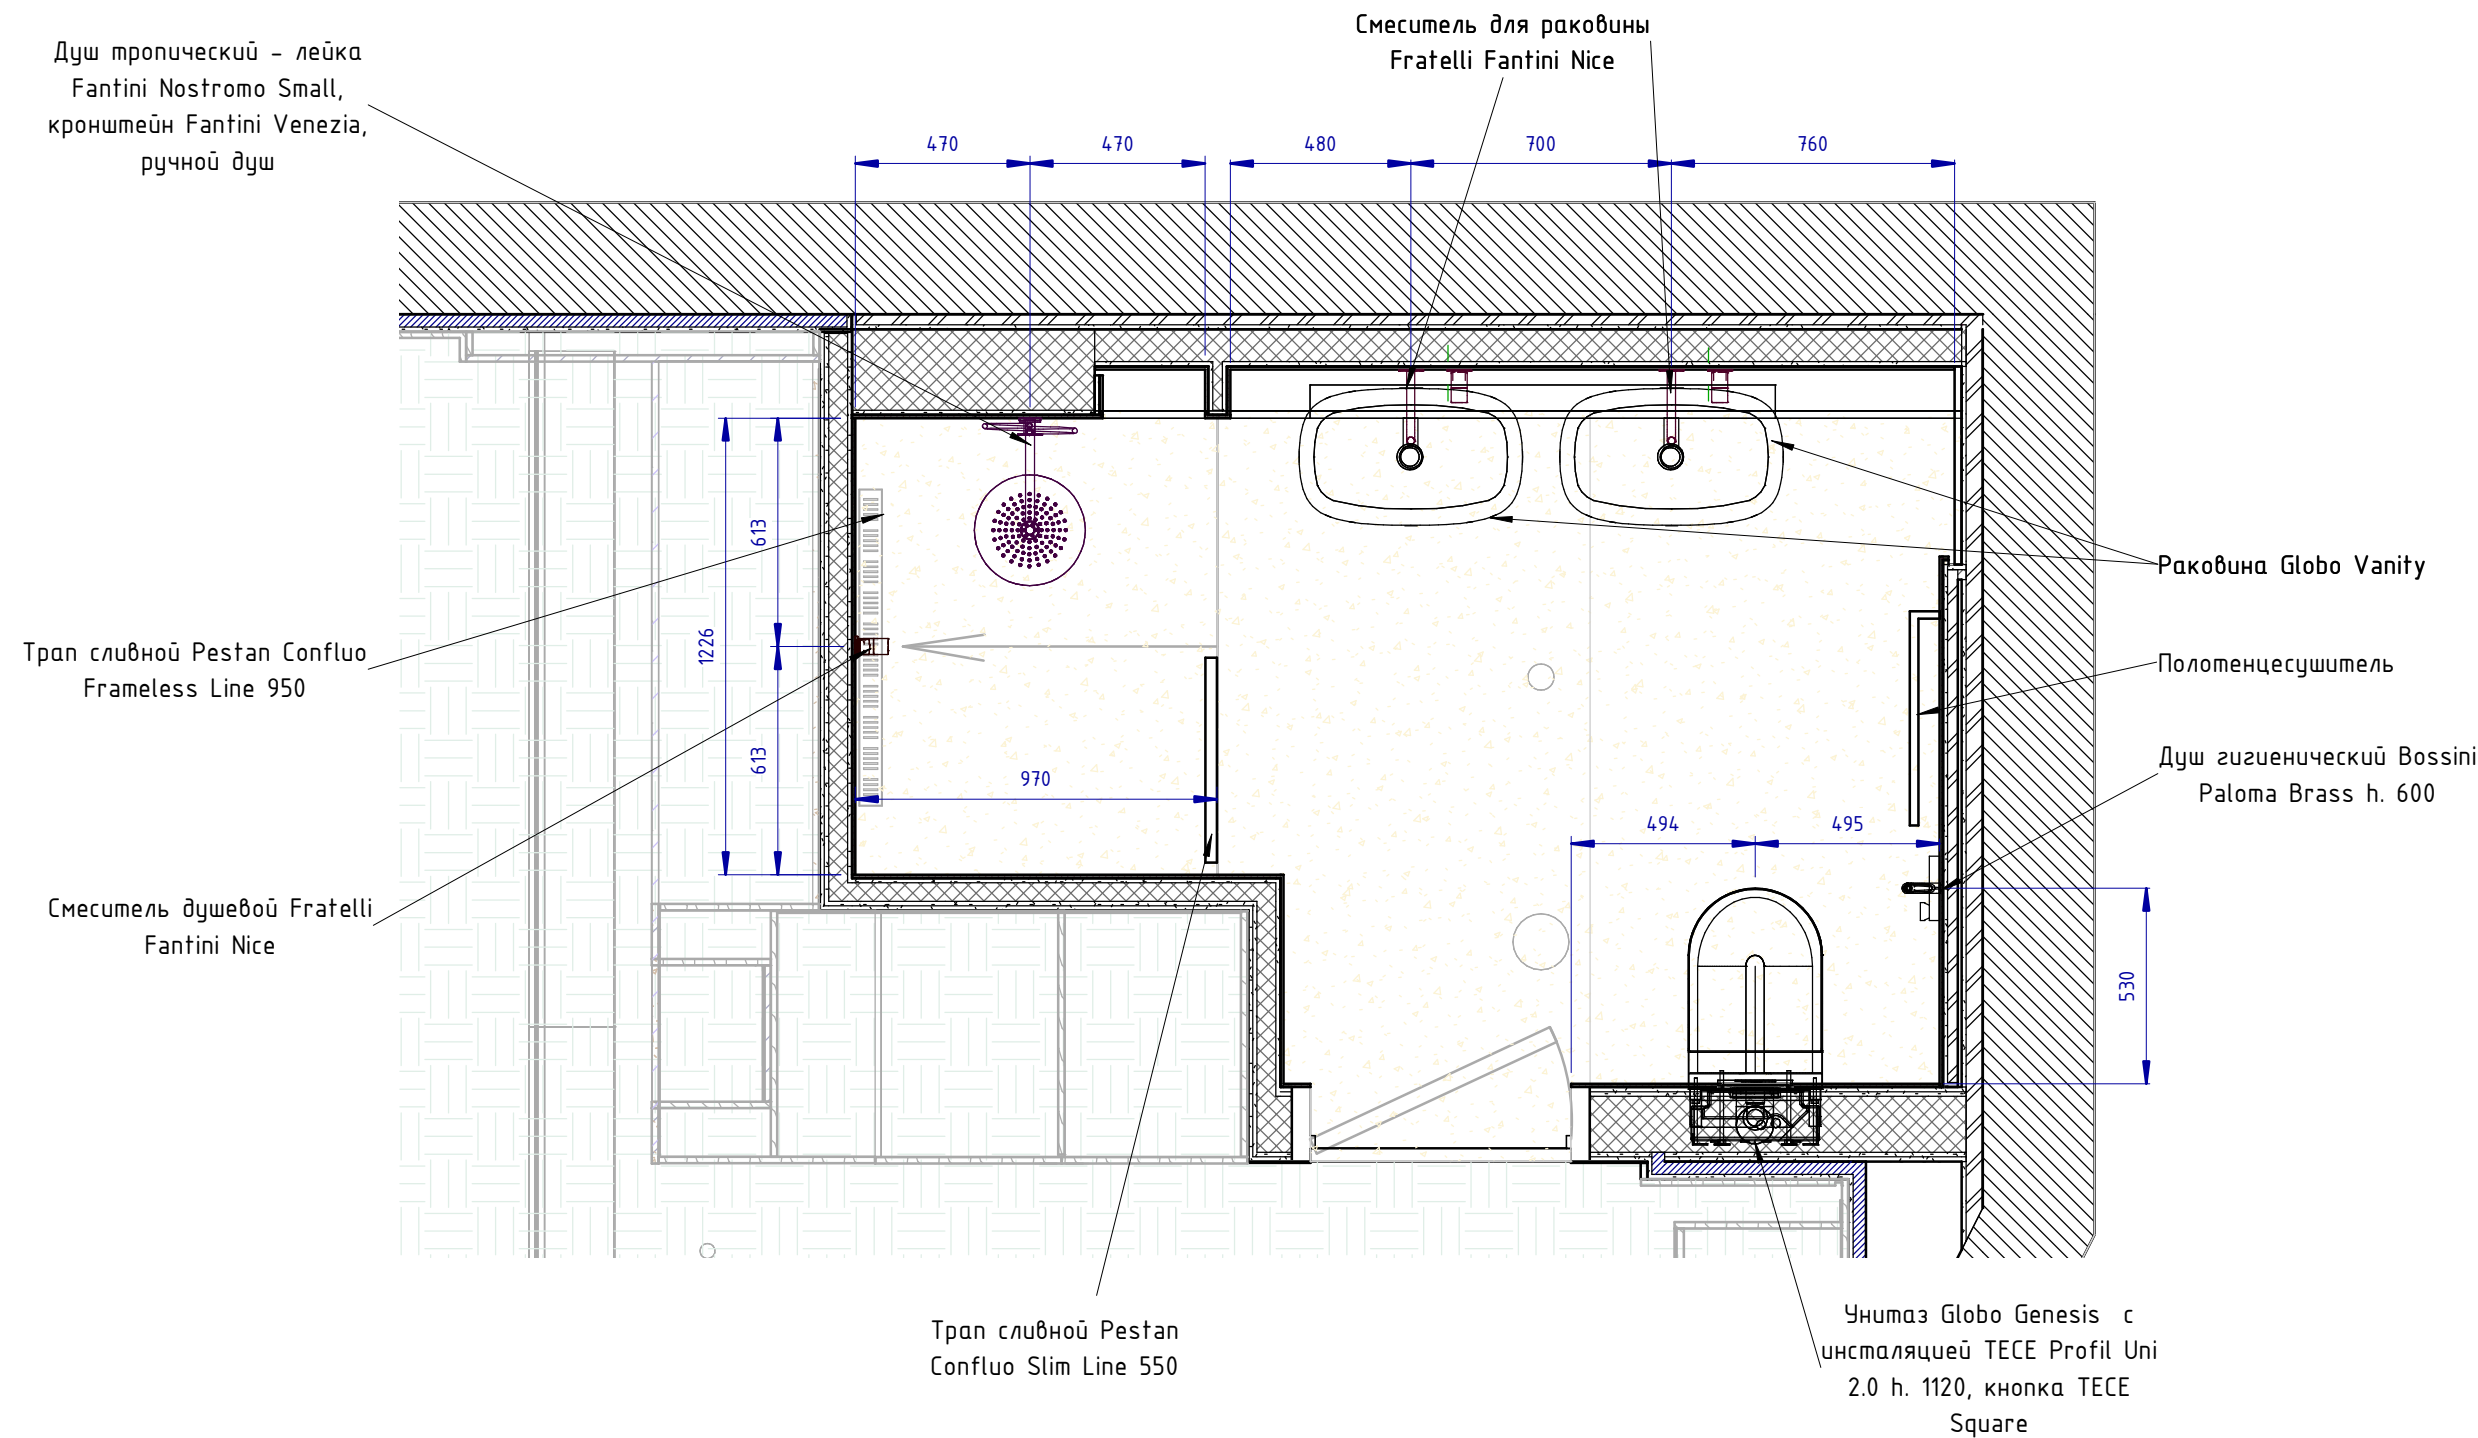 Смеситель для раковины
Fratelli Fantini Nice
Душ тропический - лейка
Fantini Nostromo Small,
кронштейн Fantini Venezia,
ручной душ
470
470
480
700
760
613
1226
613
970
494
495
530
Раковина Globo Vanity
Полотенцесушитель
Душ гигиенический Bossini
Paloma Brass h. 600
Трап сливной Pestan Confluo
Frameless Line 950
Смеситель душевой Fratelli
Fantini Nice
Трап сливной Pestan
Confluo Slim Line 550
Унитаз Globo Genesis с
инсталяцией TECE Profil Uni
2.0 h. 1120, кнопка TECE
Square